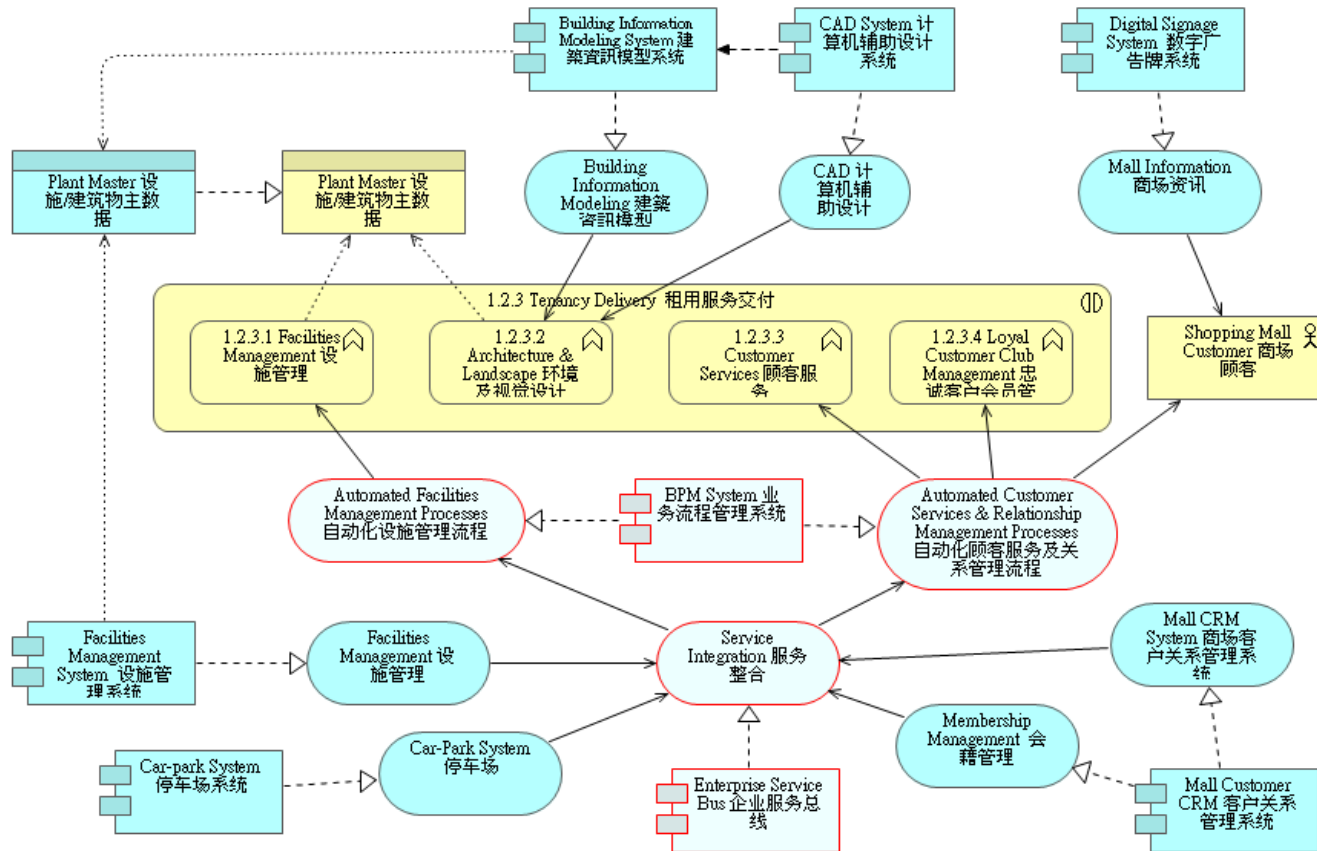 Building Information
Modeling System 建
築資訊模型系统
CAD System 计
算机辅助设计
系统
Digital Signage
System 数字广
告牌系统
Plant Master 设
施/建筑物主数
据
Plant Master 设
施/建筑物主数
据
Building
Information
Modeling 建築
資訊模型
CAD 计
算机辅
助设计
Mall Information
商场资讯
1.2.3 Tenancy Delivery 租用服务交付
1.2.3.1 Facilities
Management 设
施管理
1.2.3.2
Architecture &
Landscape 环境
及视觉设计
1.2.3.3
Customer
Services 顾客服
务
1.2.3.4 Loyal
Customer Club
Management 忠
诚客户会员管
Shopping Mall
Customer 商场
顾客
Automated Facilities
Management Processes
自动化设施管理流程
BPM System 业
务流程管理系统
Automated Customer
Services & Relationship
Management Processes
自动化顾客服务及关
系管理流程
Facilities
Management
System 设施管
理系统
Facilities
Management 设
施管理
Service
Integration 服务
整合
Mall CRM
System 商场客
户关系管理系
统
Car-park System
停车场系统
Car-Park System
停车场
Enterprise Service
Bus 企业服务总
线
Membership
Management 会
藉管理
Mall Customer
CRM 客户关系
管理系统